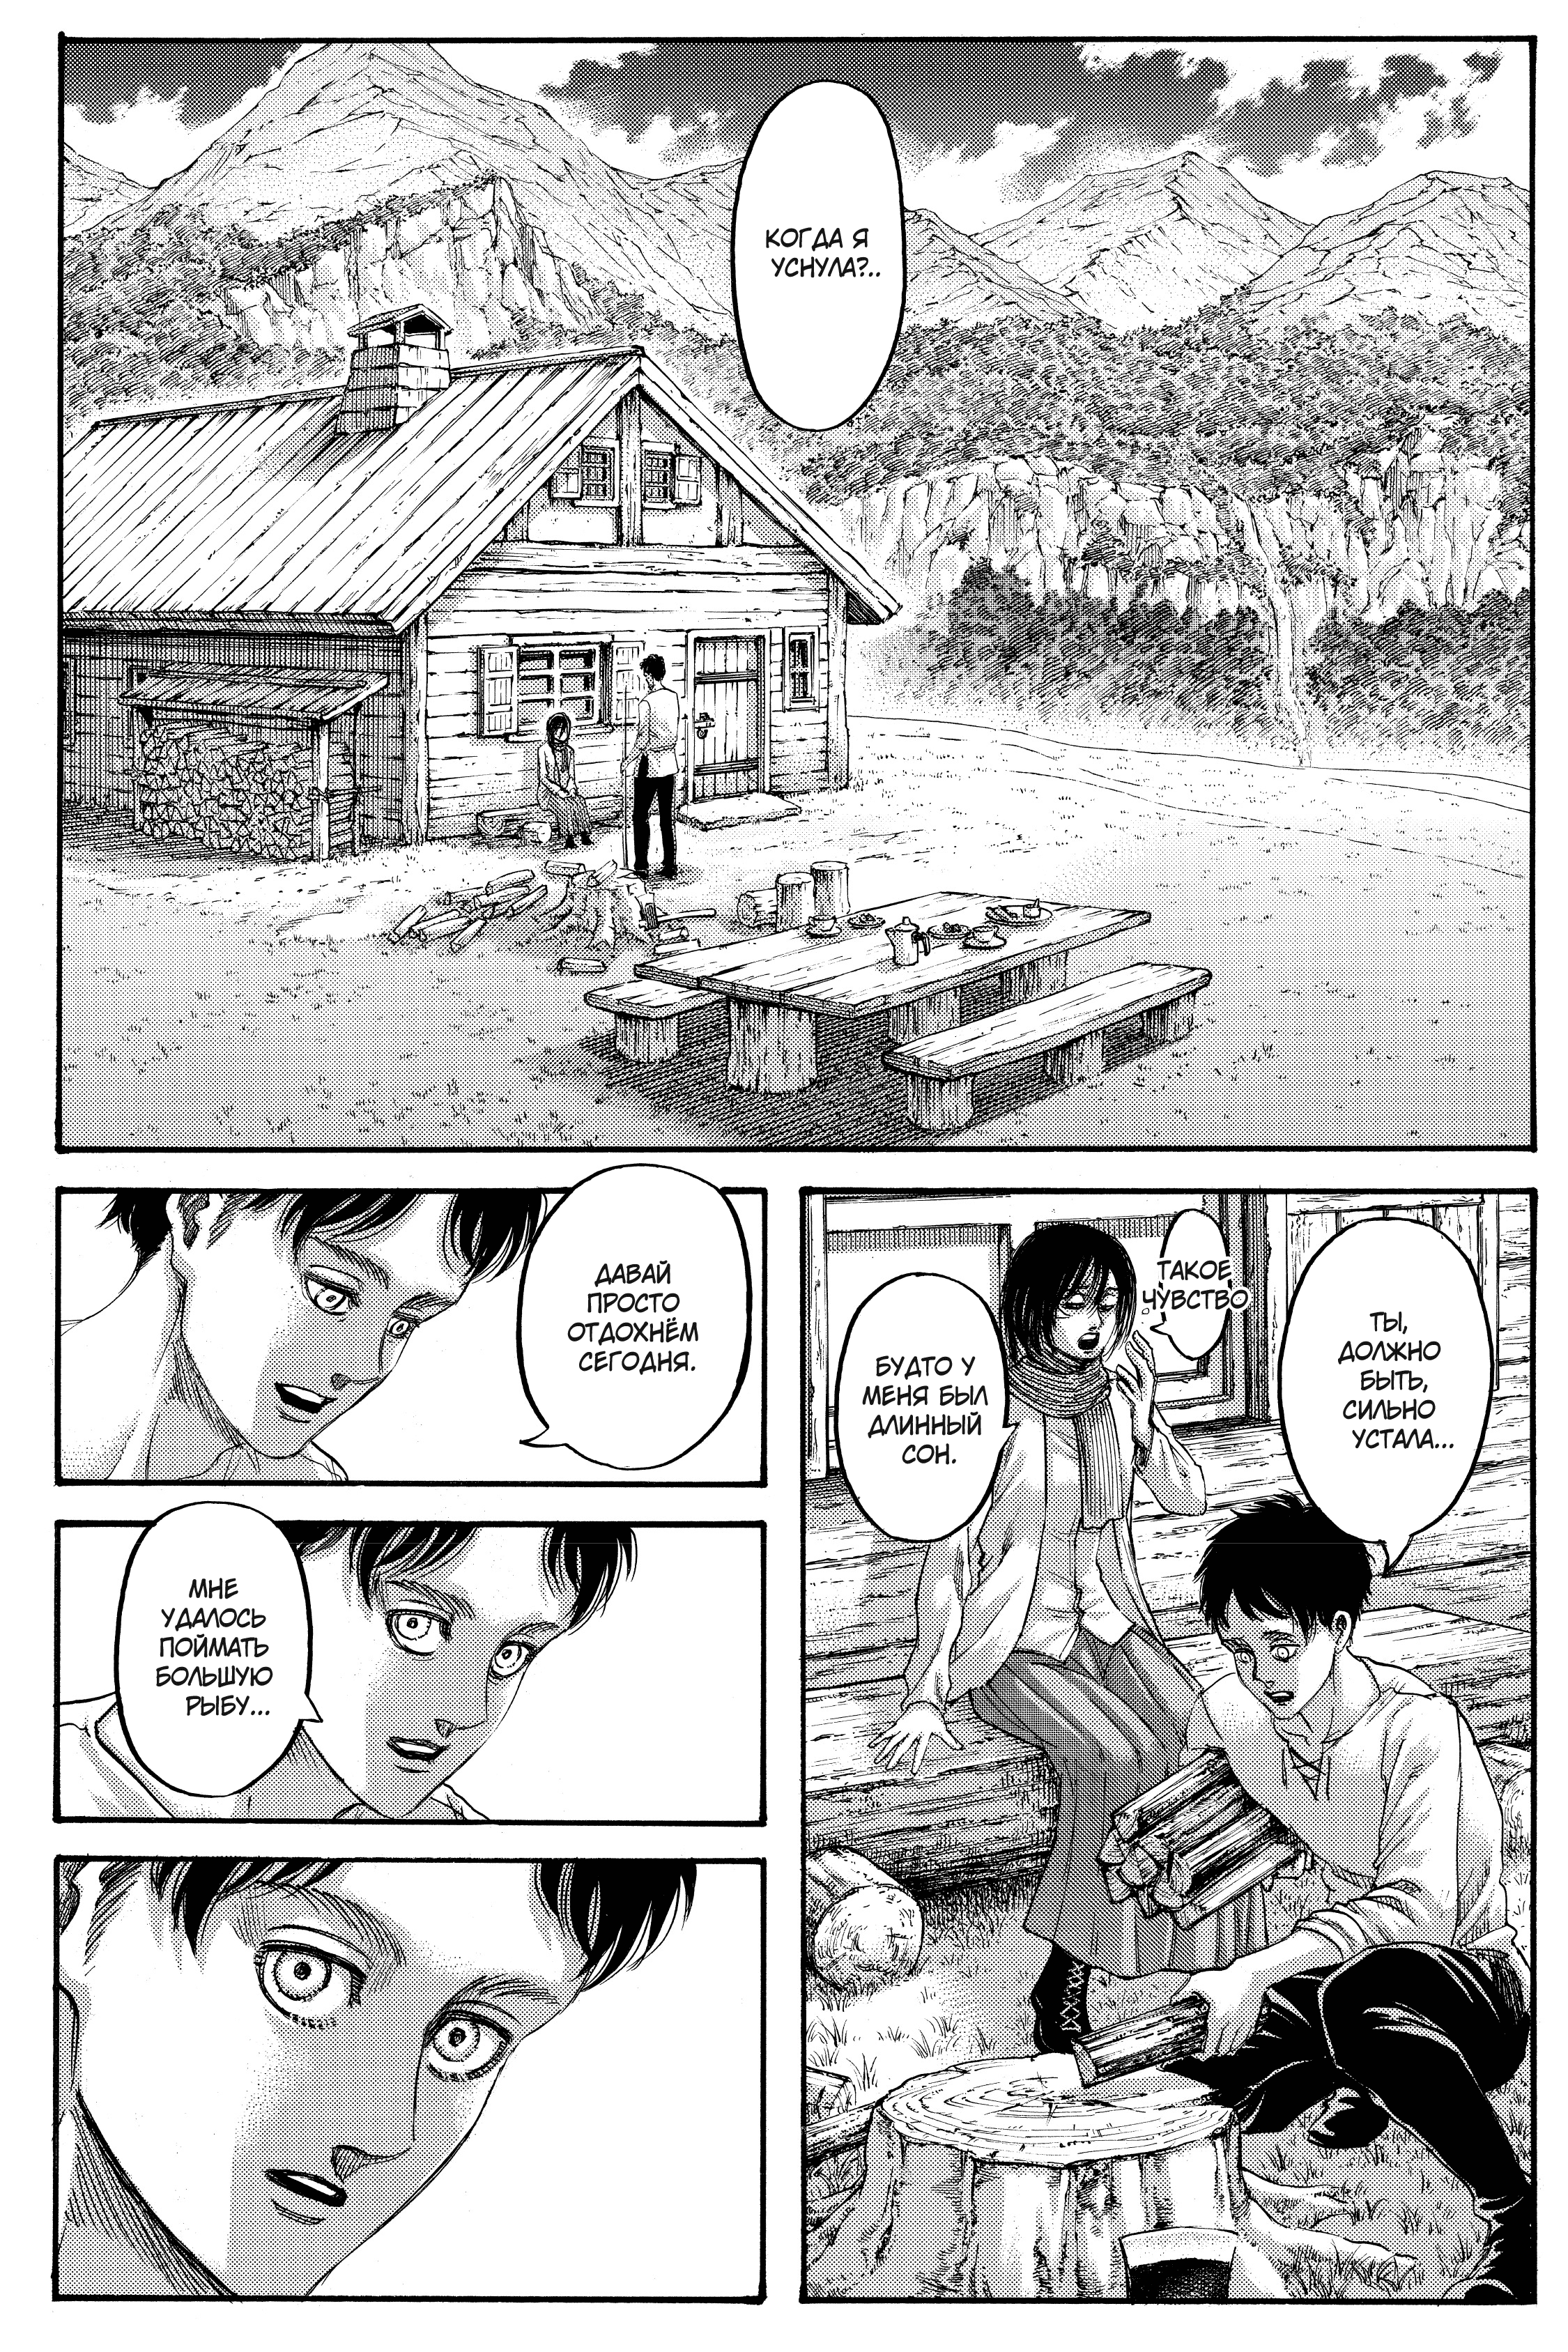 КОГДА Я
УСНУЛА?..
ТЫ,
ДОЛЖНО
БЫТЬ,
СИЛЬНО
УСТАЛА...
ТАКОЕ
ЧУВСТВО
БУДТО У
МЕНЯ БЫЛ
ДЛИННЫЙ
СОН.
ДАВАЙ
ПРОСТО
ОТДОХНЁМ
СЕГОДНЯ.
МНЕ
УДАЛОСЬ
ПОЙМАТЬ
БОЛЬШУЮ
РЫБУ...